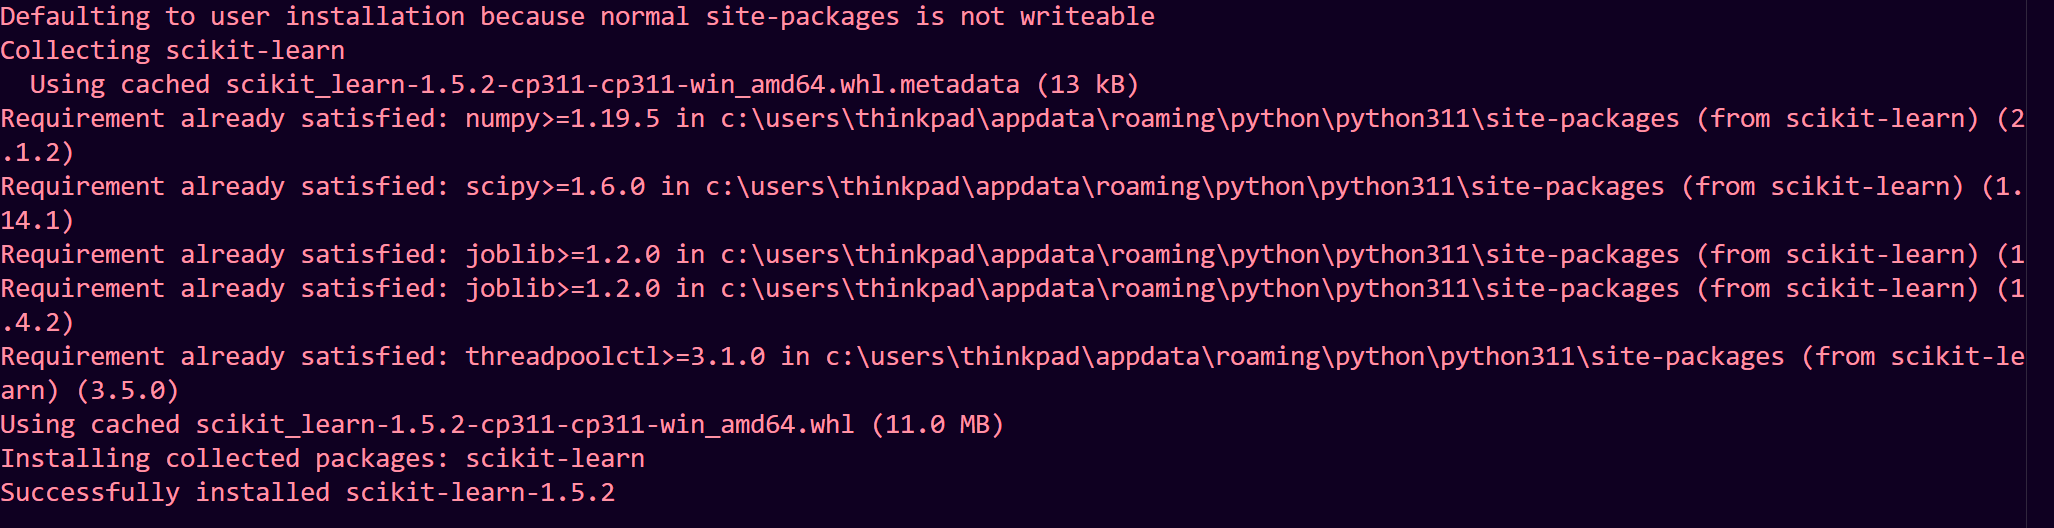 Defaulting to user installation because normal site-packages is not writeable
Collecting scikit-learn
  Using cached scikit_learn-1.5.2-cp311-cp311-win_amd64.whl.metadata (13 kB)
Requirement already satisfied: numpy>=1.19.5 in c:\users\thinkpad\appdata\roaming\python\python311\site-packages (from scikit-learn) (2
.1.2)
Requirement already satisfied: scipy>=1.6.0 in c:\users\thinkpad\appdata\roaming\python\python311\site-packages (from scikit-learn) (1.
14.1)
Requirement already satisfied: joblib>=1.2.0 in c:\users\thinkpad\appdata\roaming\python\python311\site-packages (from scikit-learn) (1
Requirement already satisfied: joblib>=1.2.0 in c:\users\thinkpad\appdata\roaming\python\python311\site-packages (from scikit-learn) (1
.4.2)
Requirement already satisfied: threadpoolctl>=3.1.0 in c:\users\thinkpad\appdata\roaming\python\python311\site-packages (from scikit-le
arn) (3.5.0)
Using cached scikit_learn-1.5.2-cp311-cp311-win_amd64.whl (11.0 MB)
Installing collected packages: scikit-learn
Successfully installed scikit-learn-1.5.2